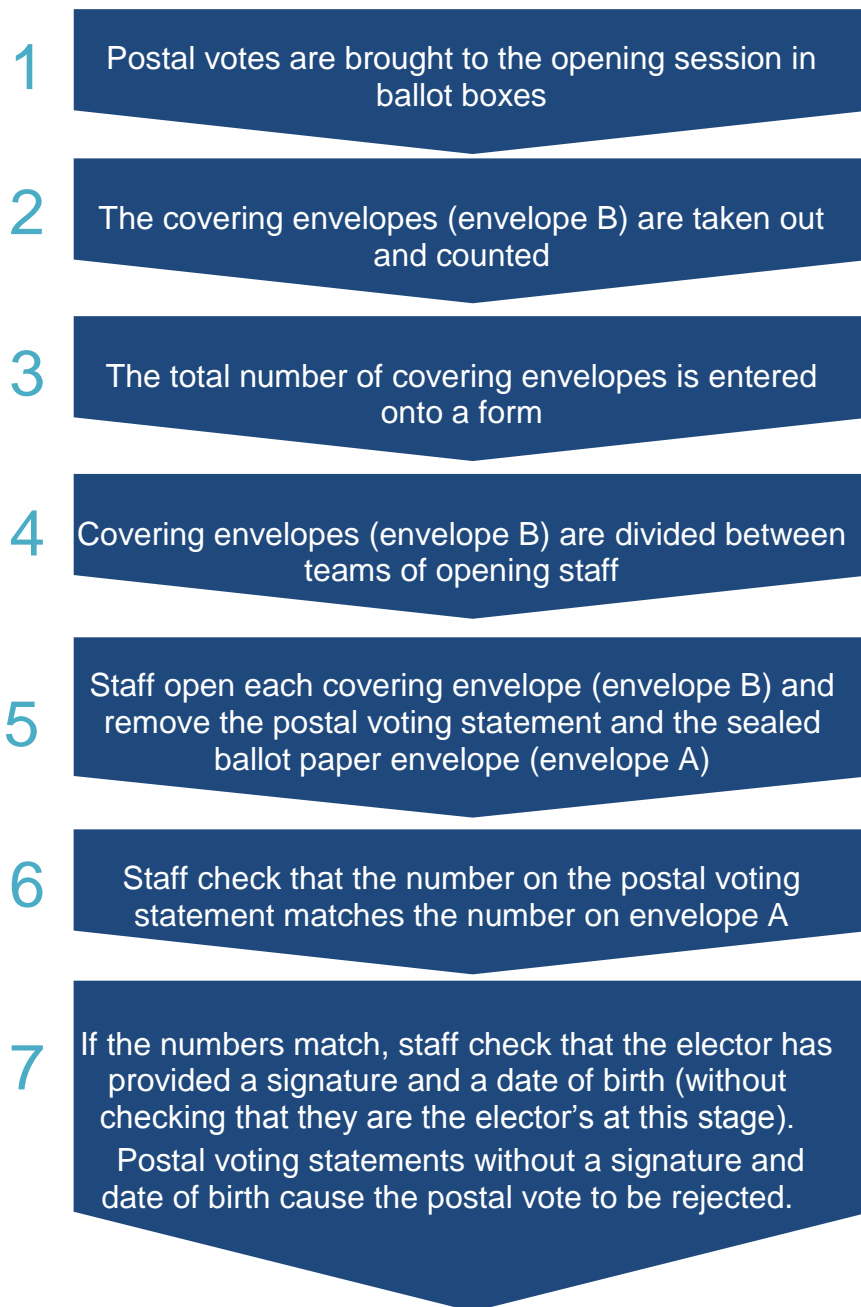 1
Postal votes are brought to the opening session in
ballot boxes
2
The covering envelopes (envelope B) are taken out
and counted
3
The total number of covering envelopes is entered
onto a form
4
Covering envelopes (envelope B) are divided between
teams of opening staff
5
Staff open each covering envelope (envelope B) and
remove the postal voting statement and the sealed
ballot paper envelope (envelope A)
6
Staff check that the number on the postal voting
statement matches the number on envelope A
7
If the numbers match, staff check that the elector has
provided a signature and a date of birth (without
checking that they are the elector’s at this stage).
Postal voting statements without a signature and
date of birth cause the postal vote to be rejected.